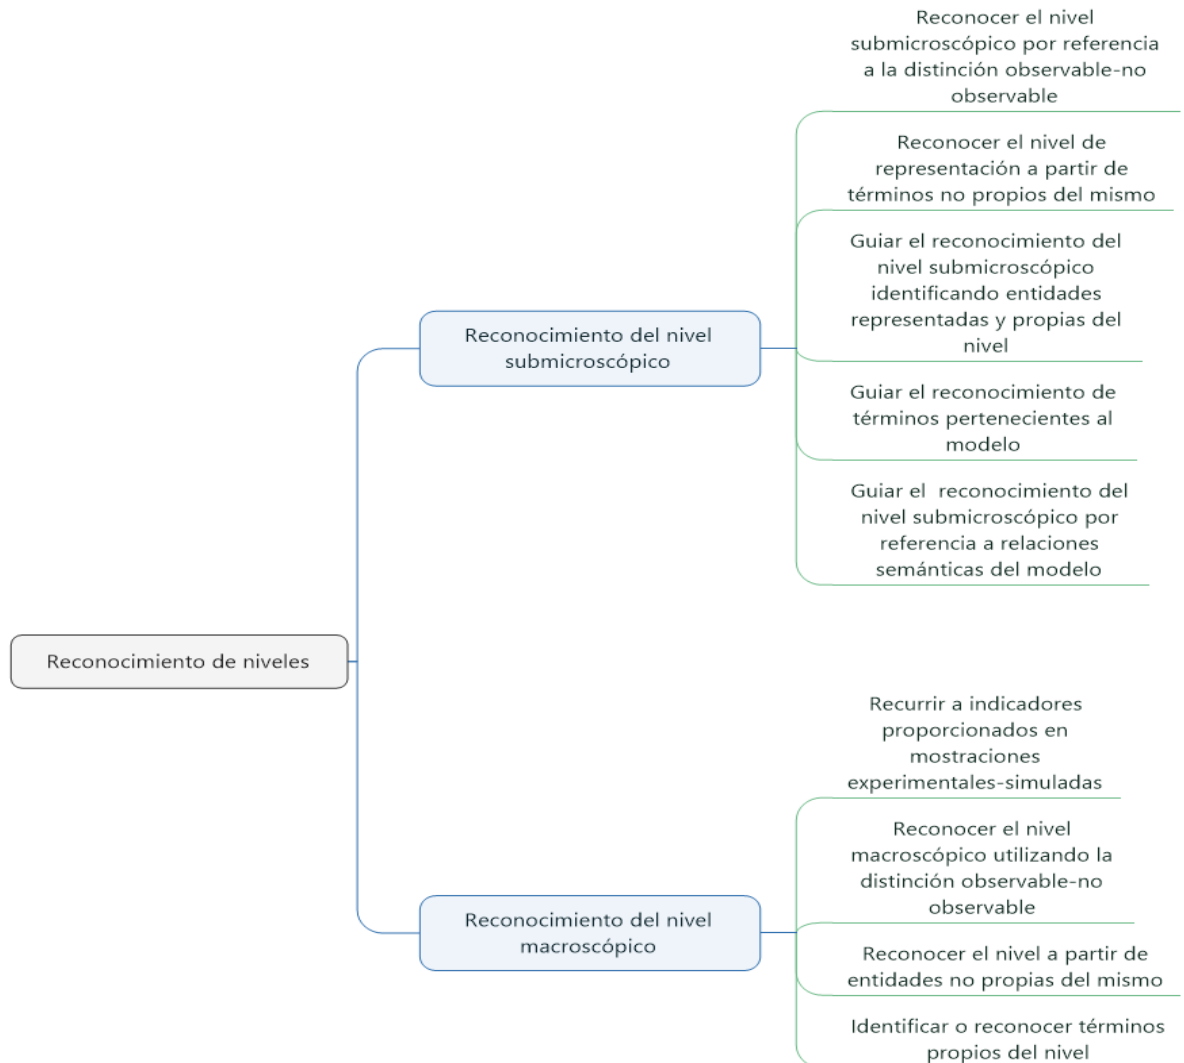 Reconocer el nivel
submicroscópico por referencia
a la distinción observable-no
observable
Reconocer el nivel de
representación a partir de
términos no propios del mismo
Guiar el reconocimiento del
nivel submicroscópico
identificando entidades
representadas y propias del
nivel
Reconocimiento del nivel
submicroscópico
Guiar el reconocimiento de
términos pertenecientes al
modelo
Guiar el  reconocimiento del
nivel submicroscópico por
referencia a relaciones
semánticas del modelo
Reconocimiento de niveles
Recurrir a indicadores
proporcionados en
mostraciones
experimentales-simuladas
Reconocer el nivel
macroscópico utilizando la
distinción observable-no
observable
Reconocimiento del nivel
macroscópico
Reconocer el nivel a partir de
entidades no propias del mismo
Identificar o reconocer términos
propios del nivel